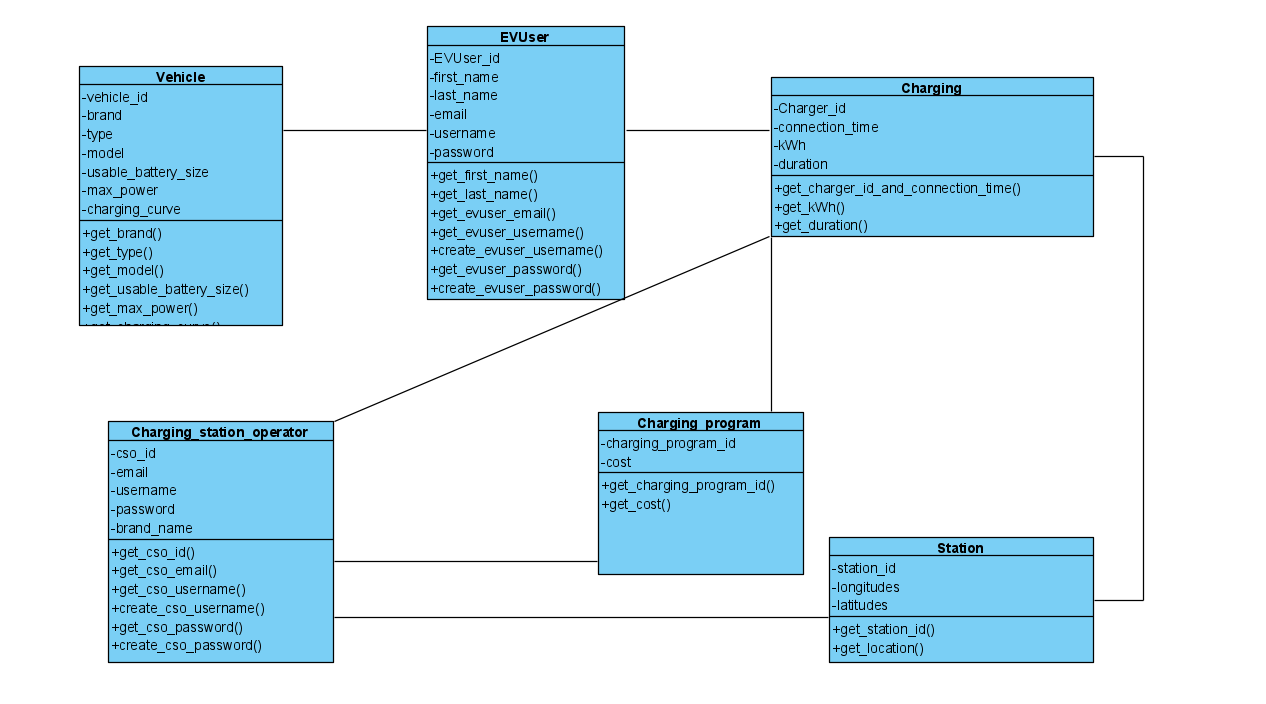 Vehicle
-vehicle_id
-brand
-type
-model
-usable_battery_size
-max_power
-charging_curve
+get_brand()
+get_type()
+get_model()
+get_usable_battery_size()
+get_max_power()
+get_charging_curve()
EVUser
-EVUser_id
-first_name
-last_name
-email
-username
-password
+get_first_name()
+get_last_name()
+get_evuser_email()
+get_evuser_username()
+create_evuser_username()
+get_evuser_password()
+create_evuser_password()
Charging
-Charger_id
-connection_time
-kWh
-duration
+get_charger_id_and_connection_time()
+get_kWh()
+get_duration()
Charging_station_operator
-cso_id
-email
-username
-password
-brand_name
+get_cso_id()
+get_cso_email()
+get_cso_username()
+create_cso_username()
+get_cso_password()
+create_cso_password()
Charging_program
-charging_program_id
-cost
+get_charging_program_id()
+get_cost()
Station
-station_id
-longitudes
-latitudes
+get_station_id()
+get_location()